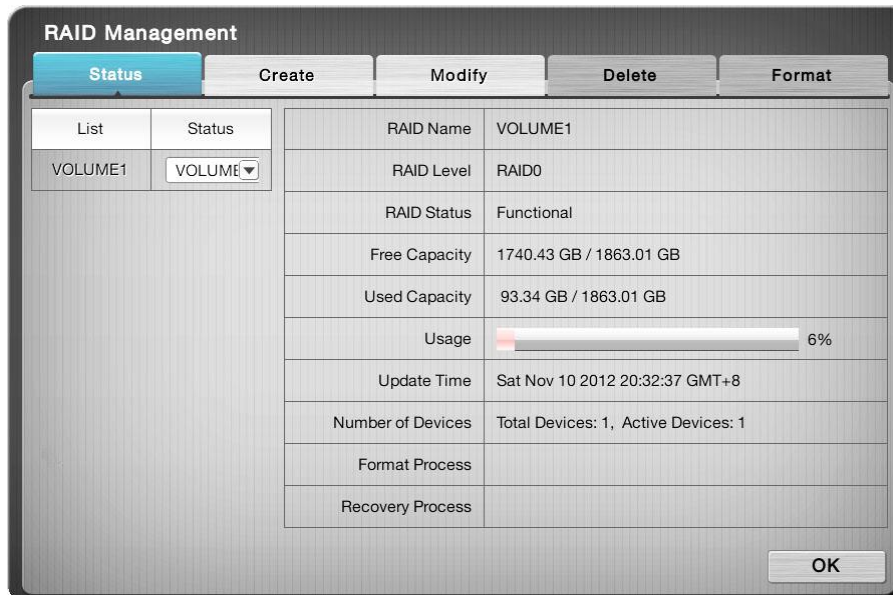 RAID Management
Status Create Modify Delete Format
List Status
VOLUME1 VOLUME
RAID Name VOLUME1
RAID Level RAID0
RAID Status Functional
Free Capacity 1740.43 GB / 1863.01 GB
Used Capacity 93.34 GB / 1863.01 GB
Usage 6%
Update Time Sat Nov 10 2012 20:32:37 GMT+8
Number of Devices Total Devices: 1, Active Devices: 1
Format Process
Recovery Process
OK